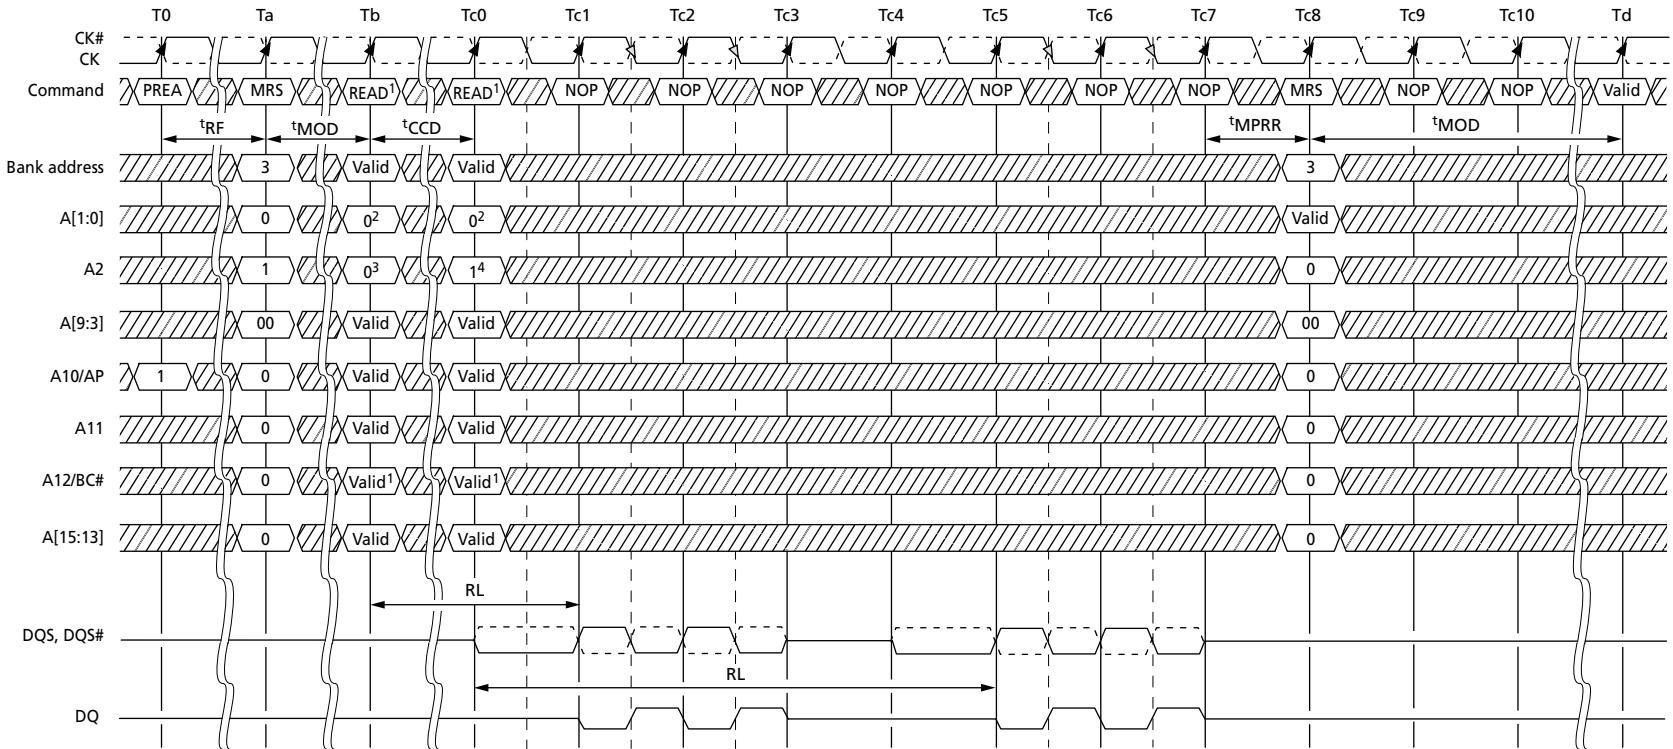 T0 Ta Tb Tc0 Tc1 Tc2 Tc3 Tc4 Tc5 Tc6 Tc7 Tc8 Tc9 Tc10 Td
CK#
CK
Command PREA MRS READ¹ READ¹ NOP NOP NOP NOP NOP NOP NOP MRS NOP NOP Valid
ᵗRF ᵗMOD ᵗCCD ᵗMPRR ᵗMOD
Bank address 3 Valid Valid 3
A[1:0] 0 0² 0² Valid
A2 1 0³ 1⁴ 0
A[9:3] 00 Valid Valid 00
A10/AP 1 0 Valid Valid 0
A11 0 Valid Valid 0
A12/BC# 0 Valid¹ Valid¹ 0
A[15:13] 0 Valid Valid 0
RL
DQS, DQS#
RL
DQ